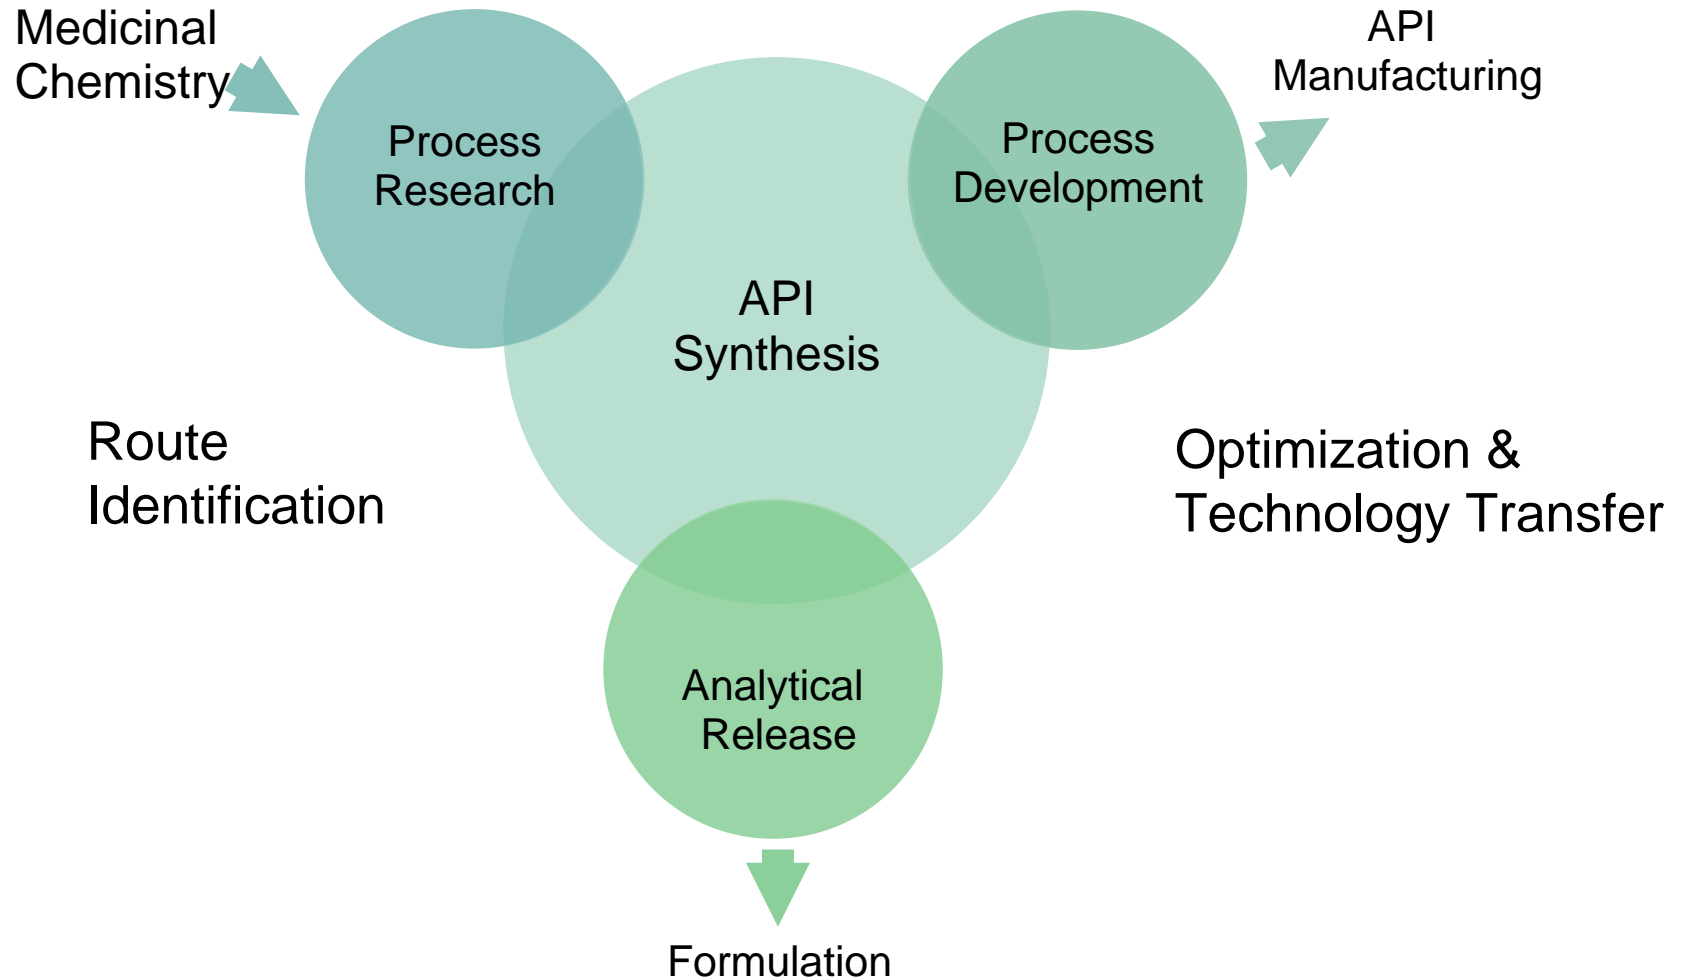 Medicinal
Chemistry
API
Manufacturing
Process
Research
Process
Development
API
Synthesis
Route
Identification
Optimization &
Technology Transfer
Analytical
Release
Formulation